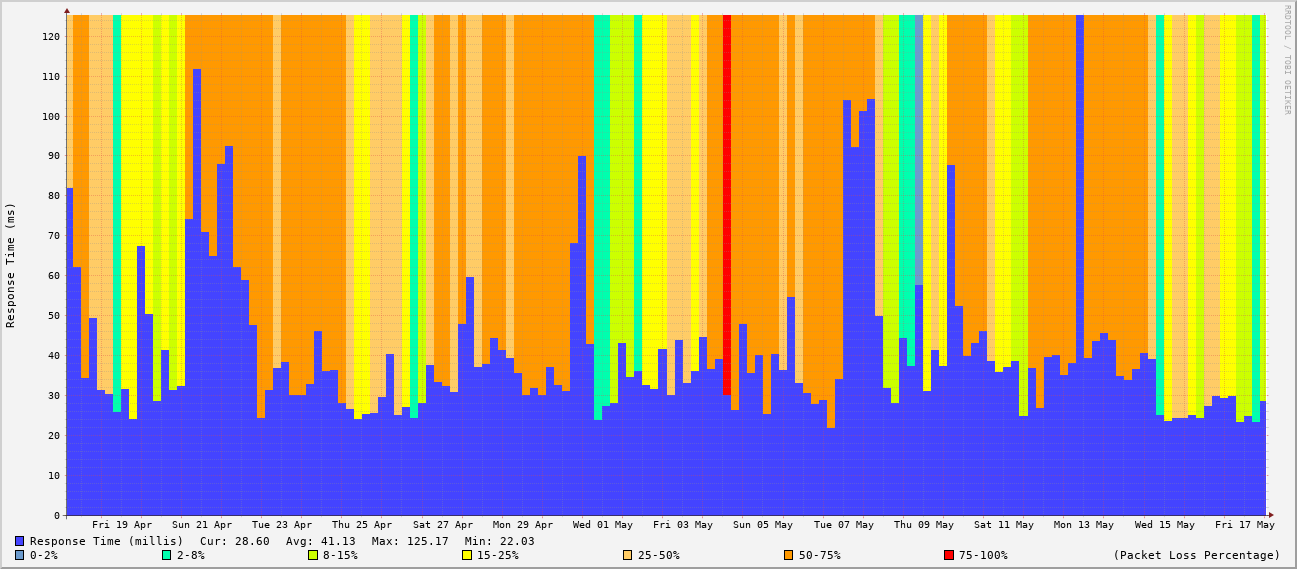 RRDTOOL / TOBI OETIKER
Response Time (ms)
120
110
100
90
80
70
60
50
40
30
20
10
0
Fri 19 Apr Sun 21 Apr Tue 23 Apr Thu 25 Apr Sat 27 Apr Mon 29 Apr Wed 01 May Fri 03 May Sun 05 May Tue 07 May Thu 09 May Sat 11 May Mon 13 May Wed 15 May Fri 17 May
Response Time (millis) Cur: 28.60 Avg: 41.13 Max: 125.17 Min: 22.03
0-2% 2-8% 8-15% 15-25% 25-50% 50-75% 75-100% (Packet Loss Percentage)